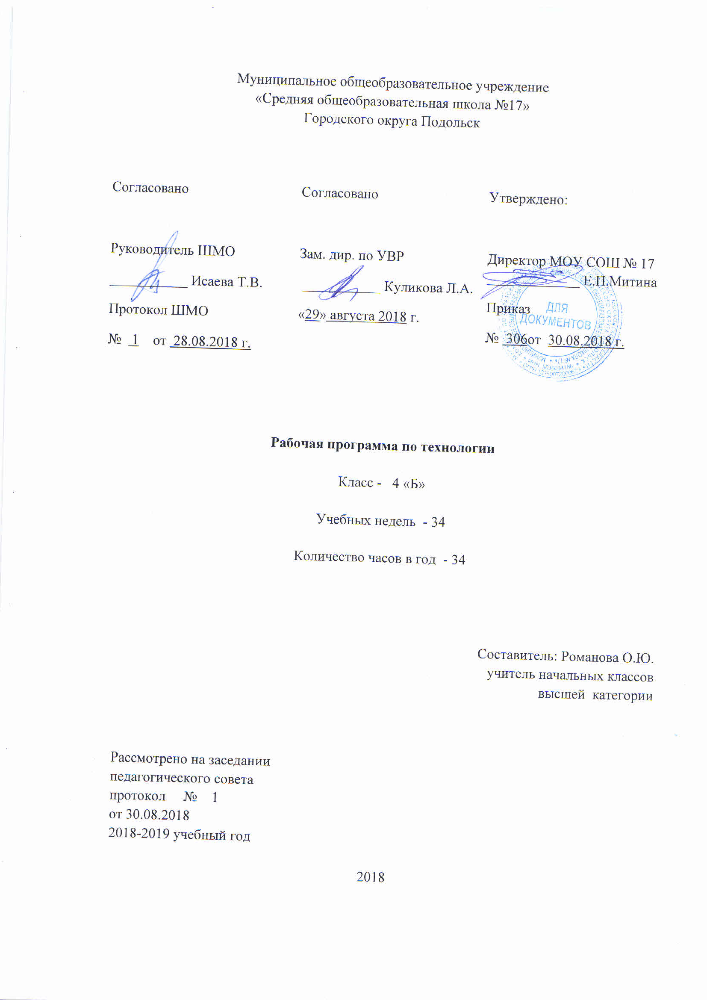 Муниципальное общеобразовательное учреждение
«Средняя общеобразовательная школа №17»
Городского округа Подольск
Согласовано
Руководитель ШМО
____________ Исаева Т.В.
Протокол ШМО
№ 1 от 28.08.2018 г.
Согласовано
Зам. дир. по УВР
____________ Куликова Л.А.
«29» августа 2018 г.
Утверждено:
Директор МОУ СОШ № 17
______________ Е.П.Митина
Приказ
№ 306от 30.08.2018 г.
ДЛЯ
ДОКУМЕНТОВ
Рабочая программа по технологии
Класс - 4 «Б»
Учебных недель - 34
Количество часов в год - 34
Составитель: Романова О.Ю.
учитель начальных классов
высшей категории
Рассмотрено на заседании
педагогического совета
протокол № 1
от 30.08.2018
2018-2019 учебный год
2018